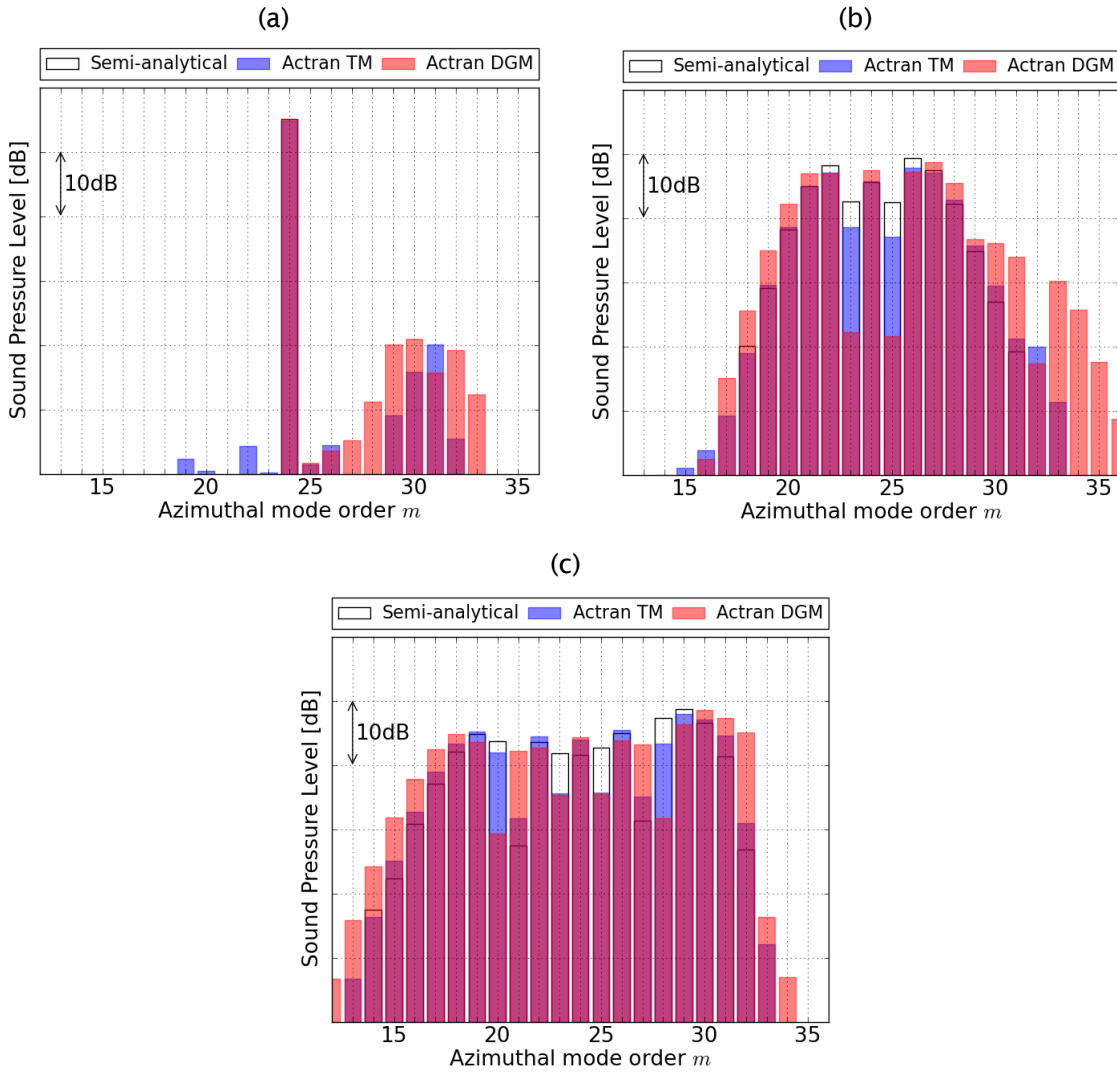 (a)
Semi-analytical Actran TM Actran DGM
10dB
Sound Pressure Level [dB]
15 20 25 30 35
Azimuthal mode order m
(b)
Semi-analytical Actran TM Actran DGM
10dB
Sound Pressure Level [dB]
15 20 25 30 35
Azimuthal mode order m
(c)
Semi-analytical Actran TM Actran DGM
10dB
Sound Pressure Level [dB]
15 20 25 30 35
Azimuthal mode order m